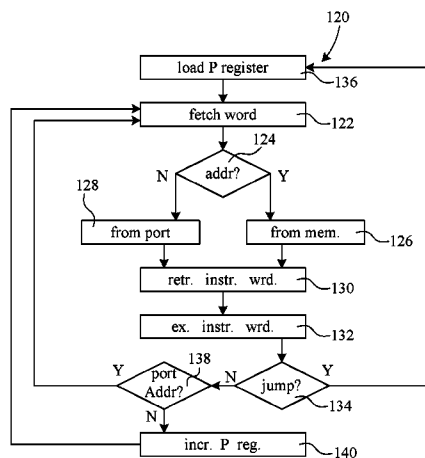 120
load P register
136
fetch word
122
124
addr?
N
Y
128
from port
from mem.
126
retr. instr. wrd.
130
ex. instr. wrd.
132
Y
port
Addr?
138
N
jump?
Y
134
N
incr. P reg.
140